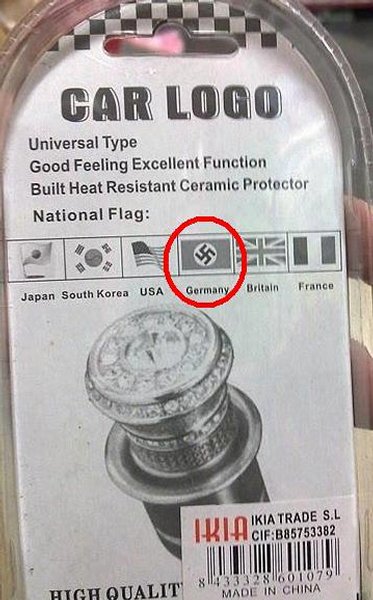 CAR LOGO
Universal Type
Good Feeling Excellent Function
Built Heat Resistant Ceramic Protector
National Flag:
Japan South Korea USA Germany Britain France
IKIA IKIA TRADE S.L
CIF:B85753382
8 433328 601079
MADE IN CHINA
HIGH QUALIT